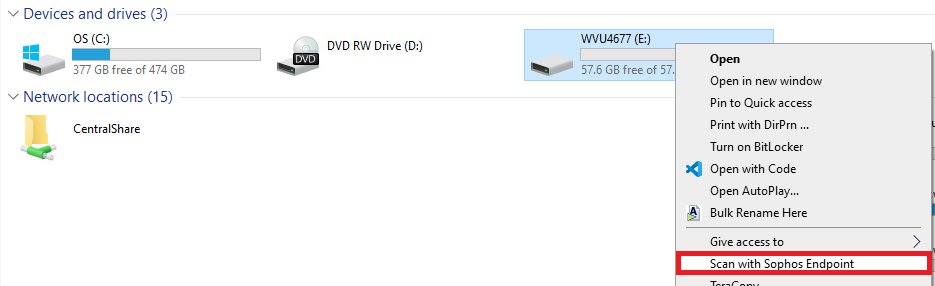 Devices and drives (3)
OS (C:)
377 GB free of 474 GB
DVD
DVD RW Drive (D:)
WVU4677 (E:)
57.6 GB free of 57.
Network locations (15)
CentralShare
Open
Open in new window
Pin to Quick access
Print with DirPrn ...
Turn on BitLocker
Open with Code
Open AutoPlay...
Bulk Rename Here
Give access to
Scan with Sophos Endpoint
TeraCopy